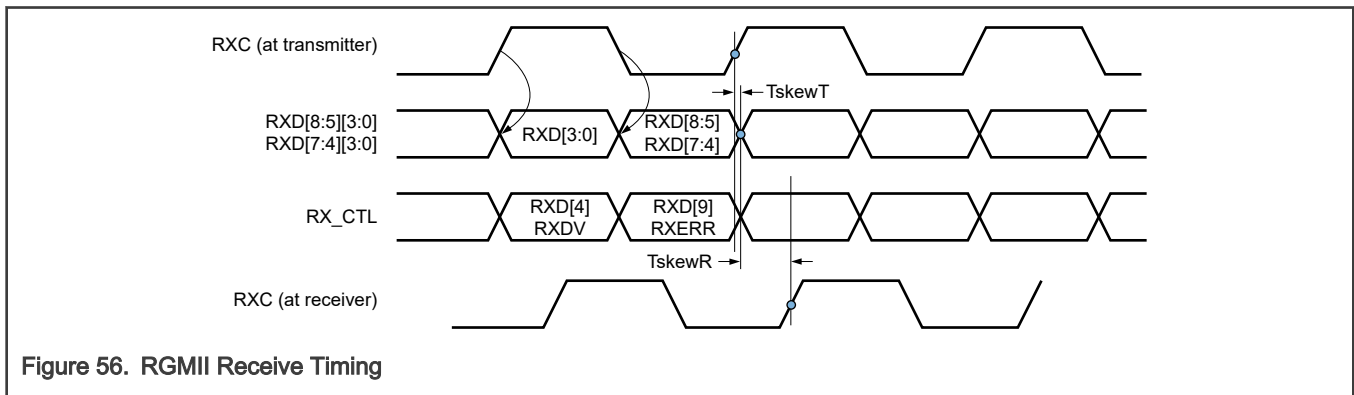 RXC (at transmitter)
TskewT
RXD[8:5][3:0]
RXD[7:4][3:0]
RXD[3:0]
RXD[8:5]
RXD[7:4]
RX_CTL
RXD[4]
RXDV
RXD[9]
RXERR
TskewR
RXC (at receiver)
Figure 56. RGMII Receive Timing